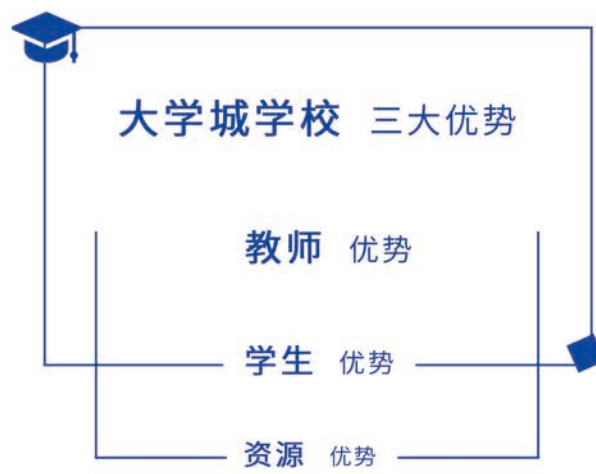 大学城学校 三大优势
教师 优势
学生 优势
资源 优势